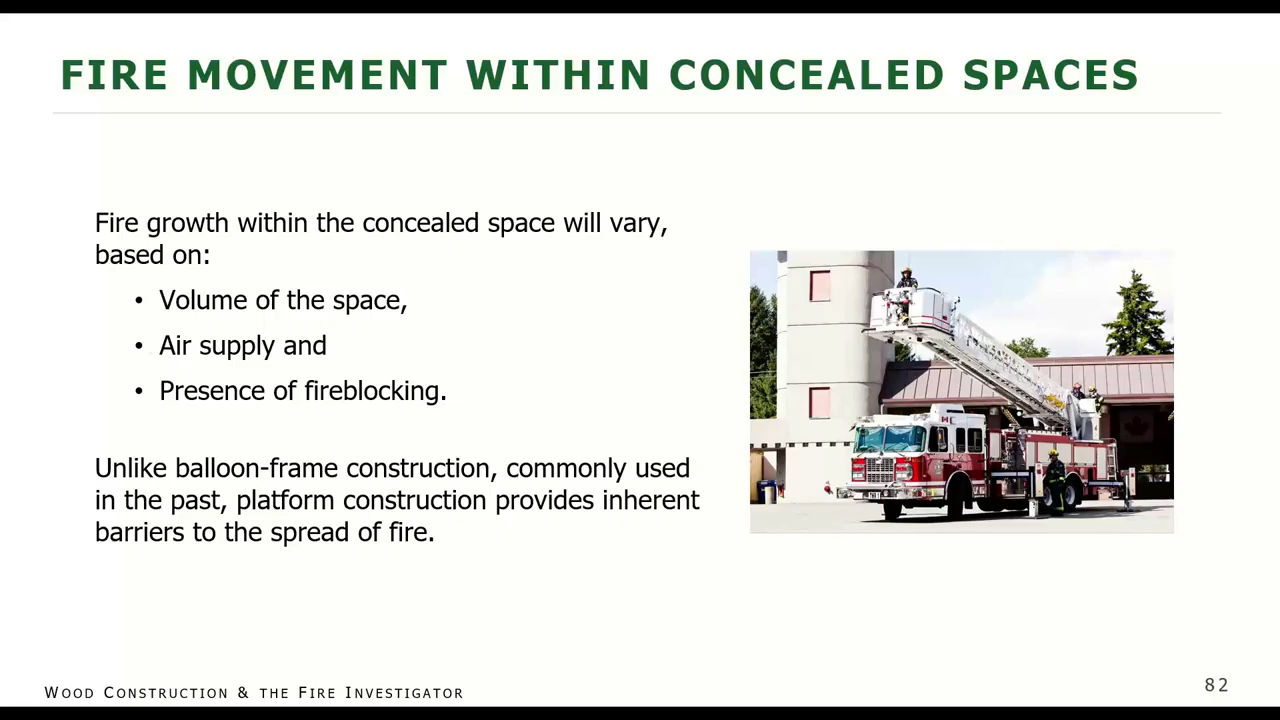 FIRE MOVEMENT WITHIN CONCEALED SPACES
Fire growth within the concealed space will vary,
based on:
• Volume of the space,
• Air supply and
• Presence of fireblocking.
Unlike balloon-frame construction, commonly used
in the past, platform construction provides inherent
barriers to the spread of fire.
WOOD CONSTRUCTION & THE FIRE INVESTIGATOR
82